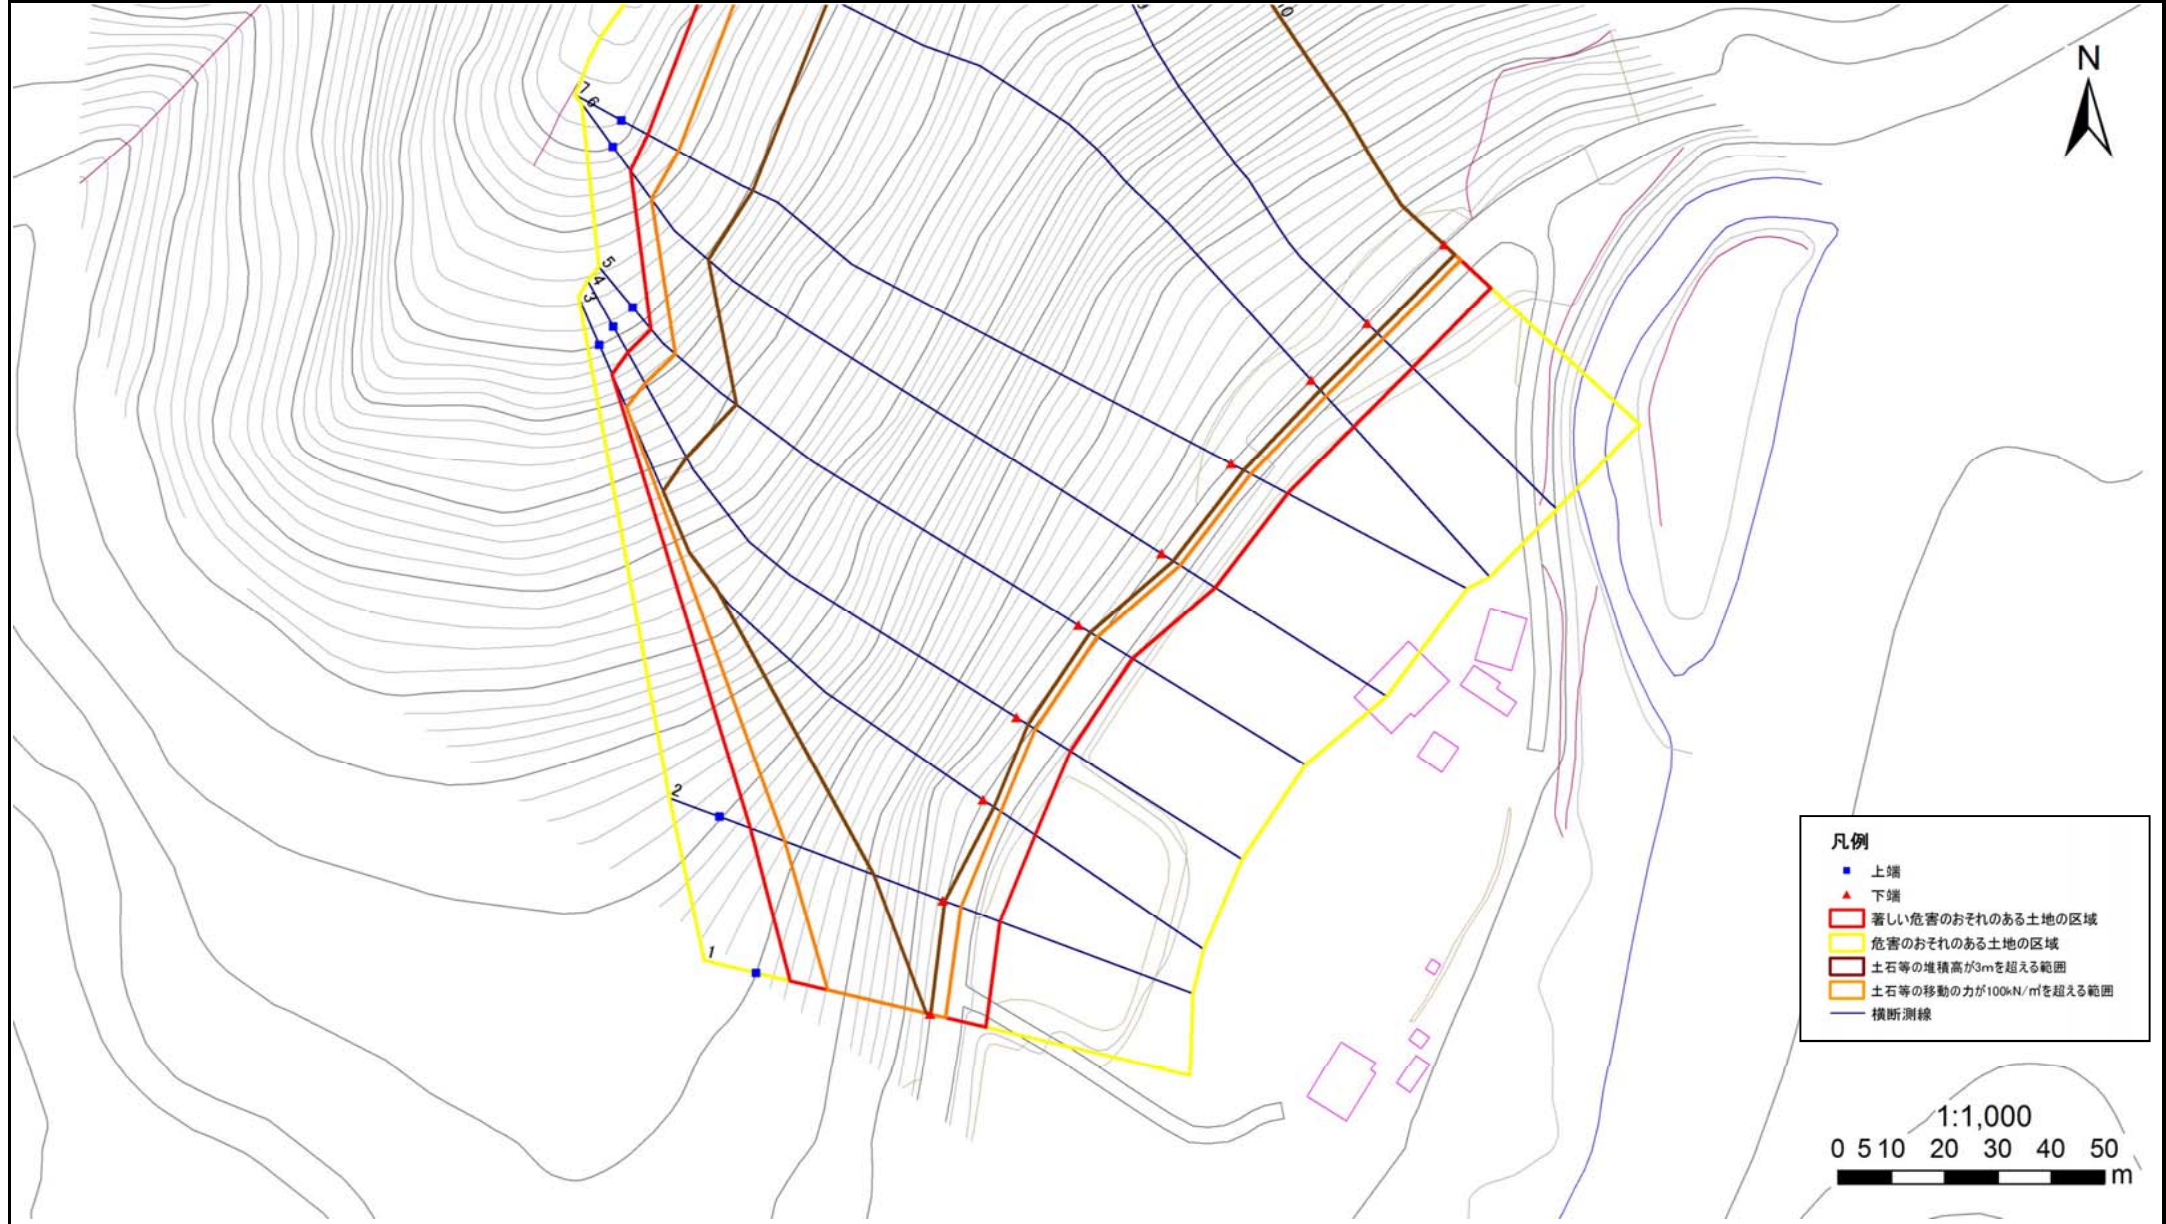 7
6
5
4
3
2
1
10
N
凡例
上端
下端
著しい危害のおそれのある土地の区域
危害のおそれのある土地の区域
土石等の堆積高が3mを超える範囲
土石等の移動の力が100kN/㎡を超える範囲
横断測線
1:1,000
0 5 10 20 30 40 50
m